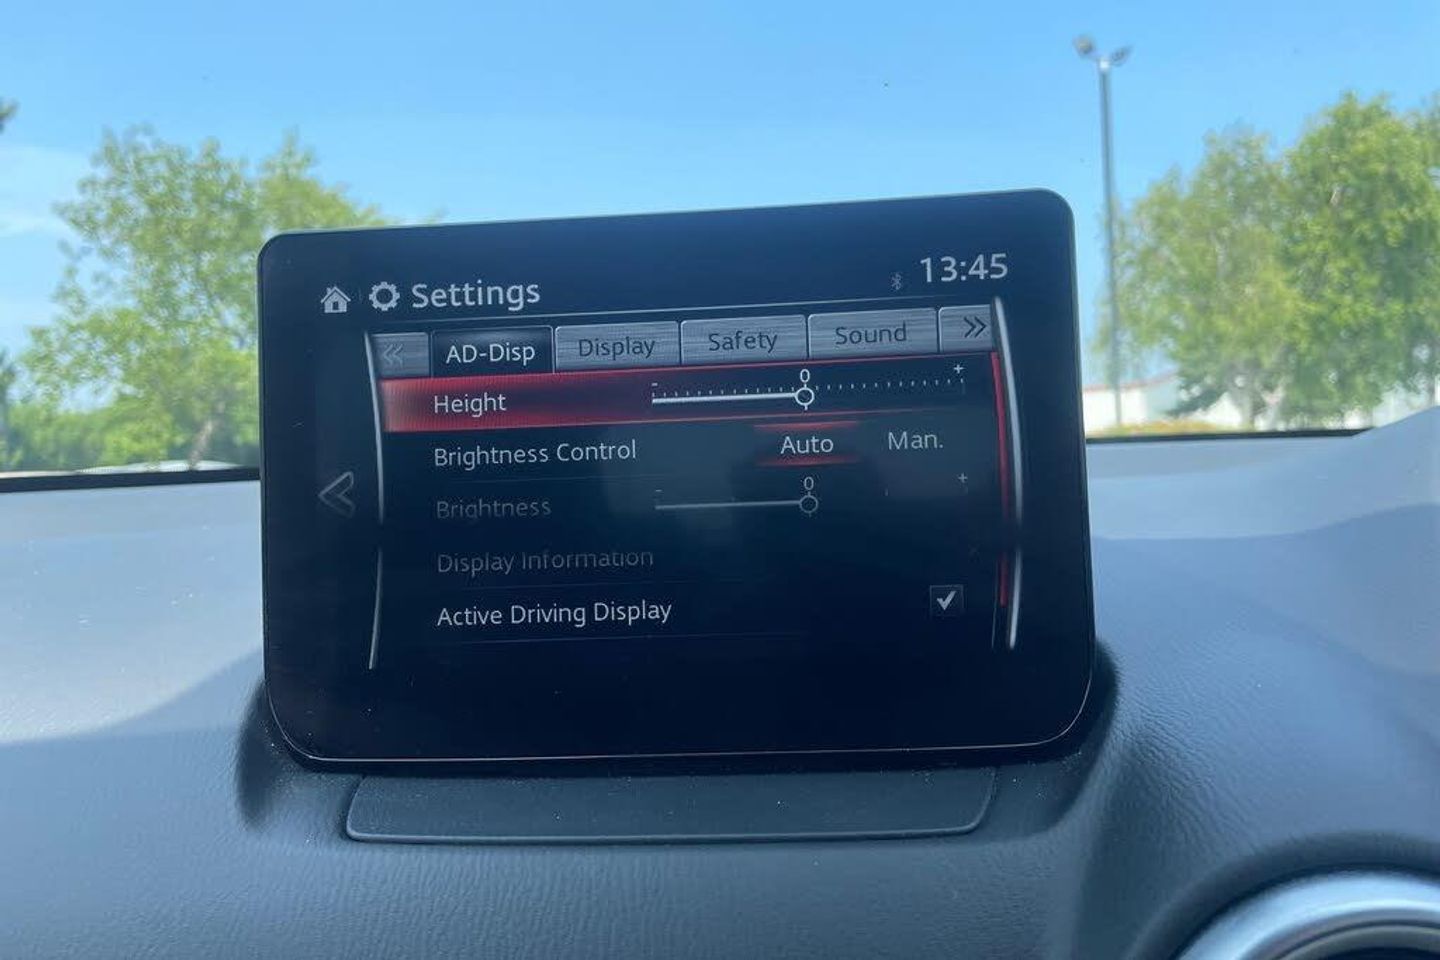 Settings 13:45
AD-Disp Display Safety Sound
Height - 0 +
Brightness Control Auto Man.
Brightness - 0 +
Display Information
Active Driving Display